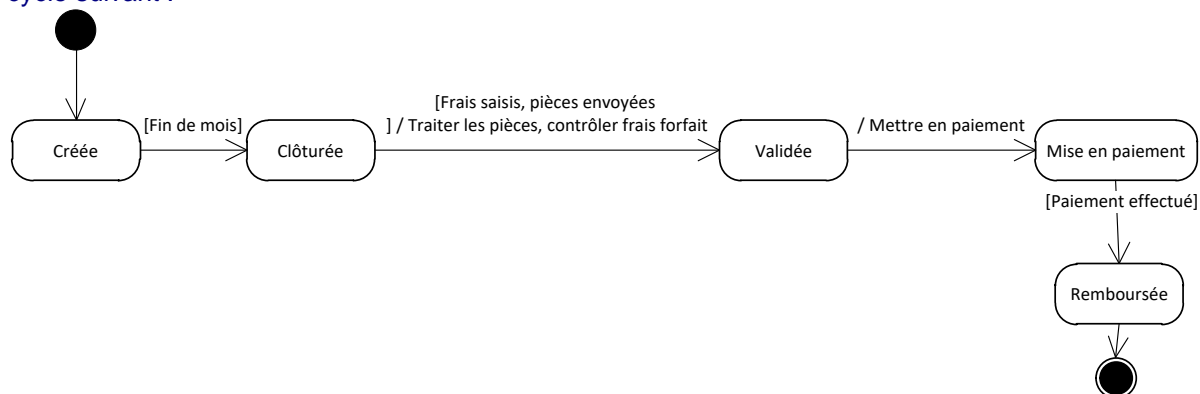 [Frais saisis, pièces envoyées
[Fin de mois]
] / Traiter les pièces, contrôler frais forfait
/ Mettre en paiement
Créée
Clôturée
Validée
Mise en paiement
[Paiement effectué]
Remboursée